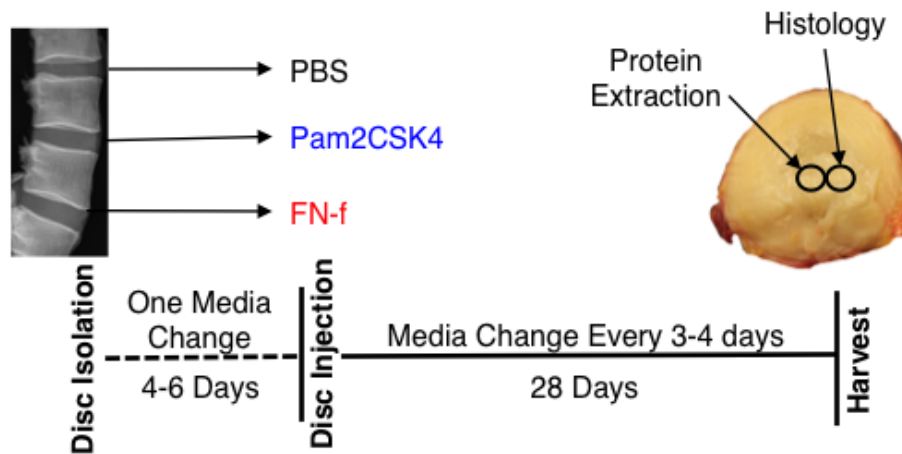 PBS
Pam2CSK4
FN-f
Histology
Protein
Extraction
Disc Isolation
One Media
Change
4-6 Days
Disc Injection
Media Change Every 3-4 days
28 Days
Harvest